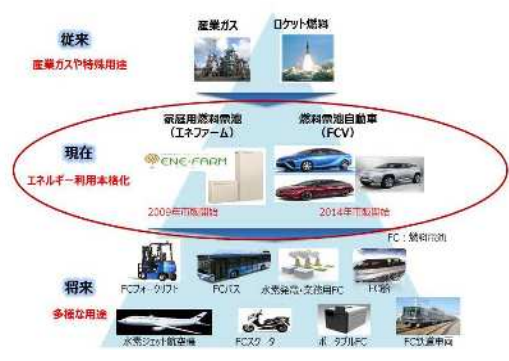 産業ガス
ロケット燃料
従来
産業ガスや特殊用途
家庭用燃料電池
(エネファーム)
燃料電池自動車
(FCV)
現在
ENE・FARM
エネルギー利用本格化
2009年市販開始
2014年市販開始
FC:燃料電池
FCフォークリフト
FCバス
水素発電・業務用FC
FC船
将来
多様な用途
水素ジェット航空機
FCスクータ
ポータブルFC
FC鉄道車両